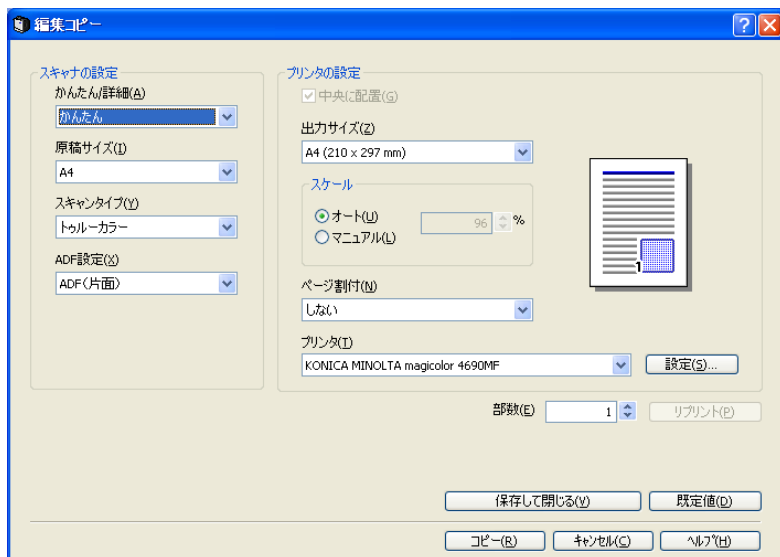 編集コピー
スキャナの設定
かんたん/詳細(A)
かんたん
原稿サイズ(I)
A4
スキャンタイプ(Y)
トゥルーカラー
ADF設定(X)
ADF(片面)
プリンタの設定
中央に配置(G)
出力サイズ(Z)
A4 (210 x 297 mm)
スケール
オート(U)
96 %
マニュアル(L)
1
ページ割付(N)
しない
プリンタ(T)
KONICA MINOLTA magicolor 4690MF
設定(S)...
部数(E)
1
リプリント(P)
保存して閉じる(V)
既定値(D)
コピー(R)
キャンセル(C)
ヘルプ(H)